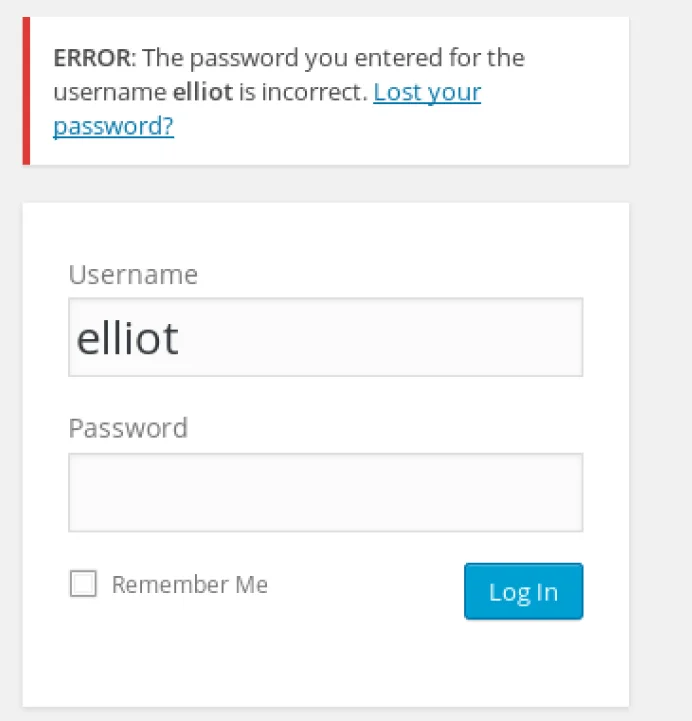 ERROR: The password you entered for the
username elliot is incorrect. Lost your
password?
Username
elliot
Password
Remember Me
Log In